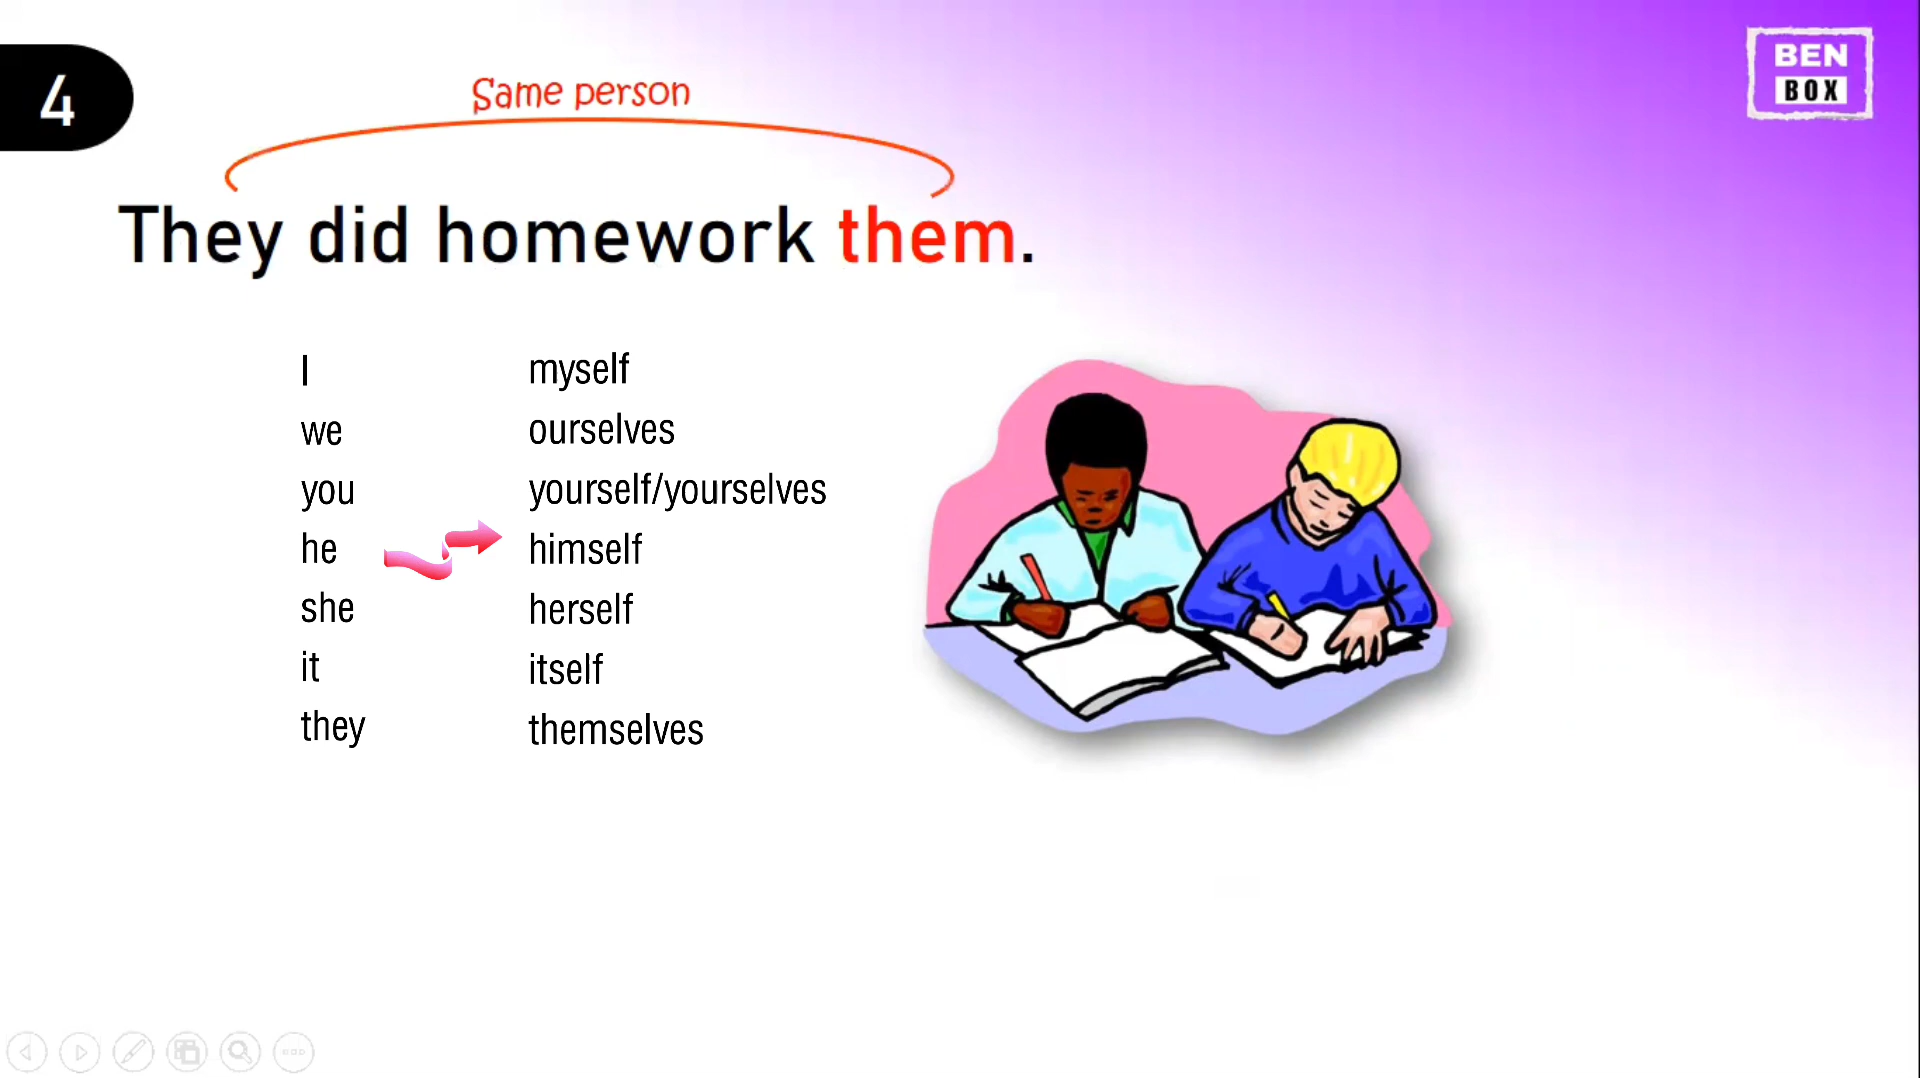 4
Same person
BEN
BOX
They did homework them.
I myself
we ourselves
you yourself/yourselves
he himself
she herself
it itself
they themselves